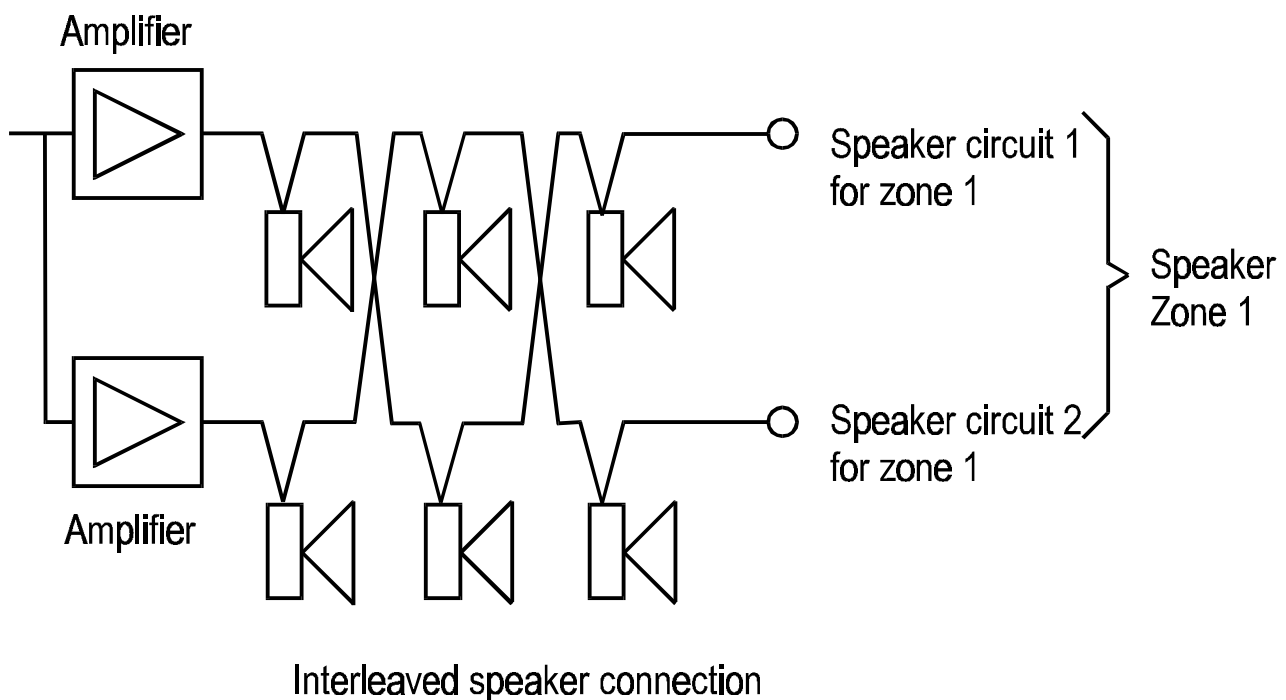 Amplifier
Speaker circuit 1
for zone 1
Speaker
Zone 1
Speaker circuit 2
for zone 1
Amplifier
Interleaved speaker connection